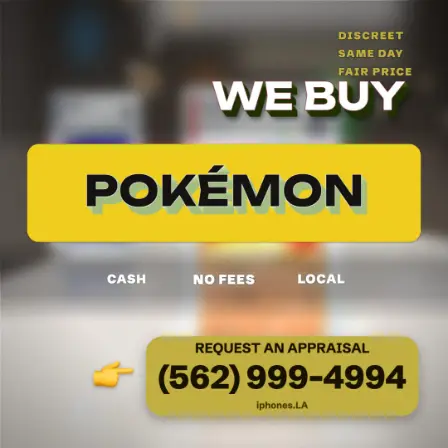 DISCREET
SAME DAY
FAIR PRICE
WE BUY
POKÉMON
CASH NO FEES LOCAL
REQUEST AN APPRAISAL
(562) 999-4994
iphones.LA